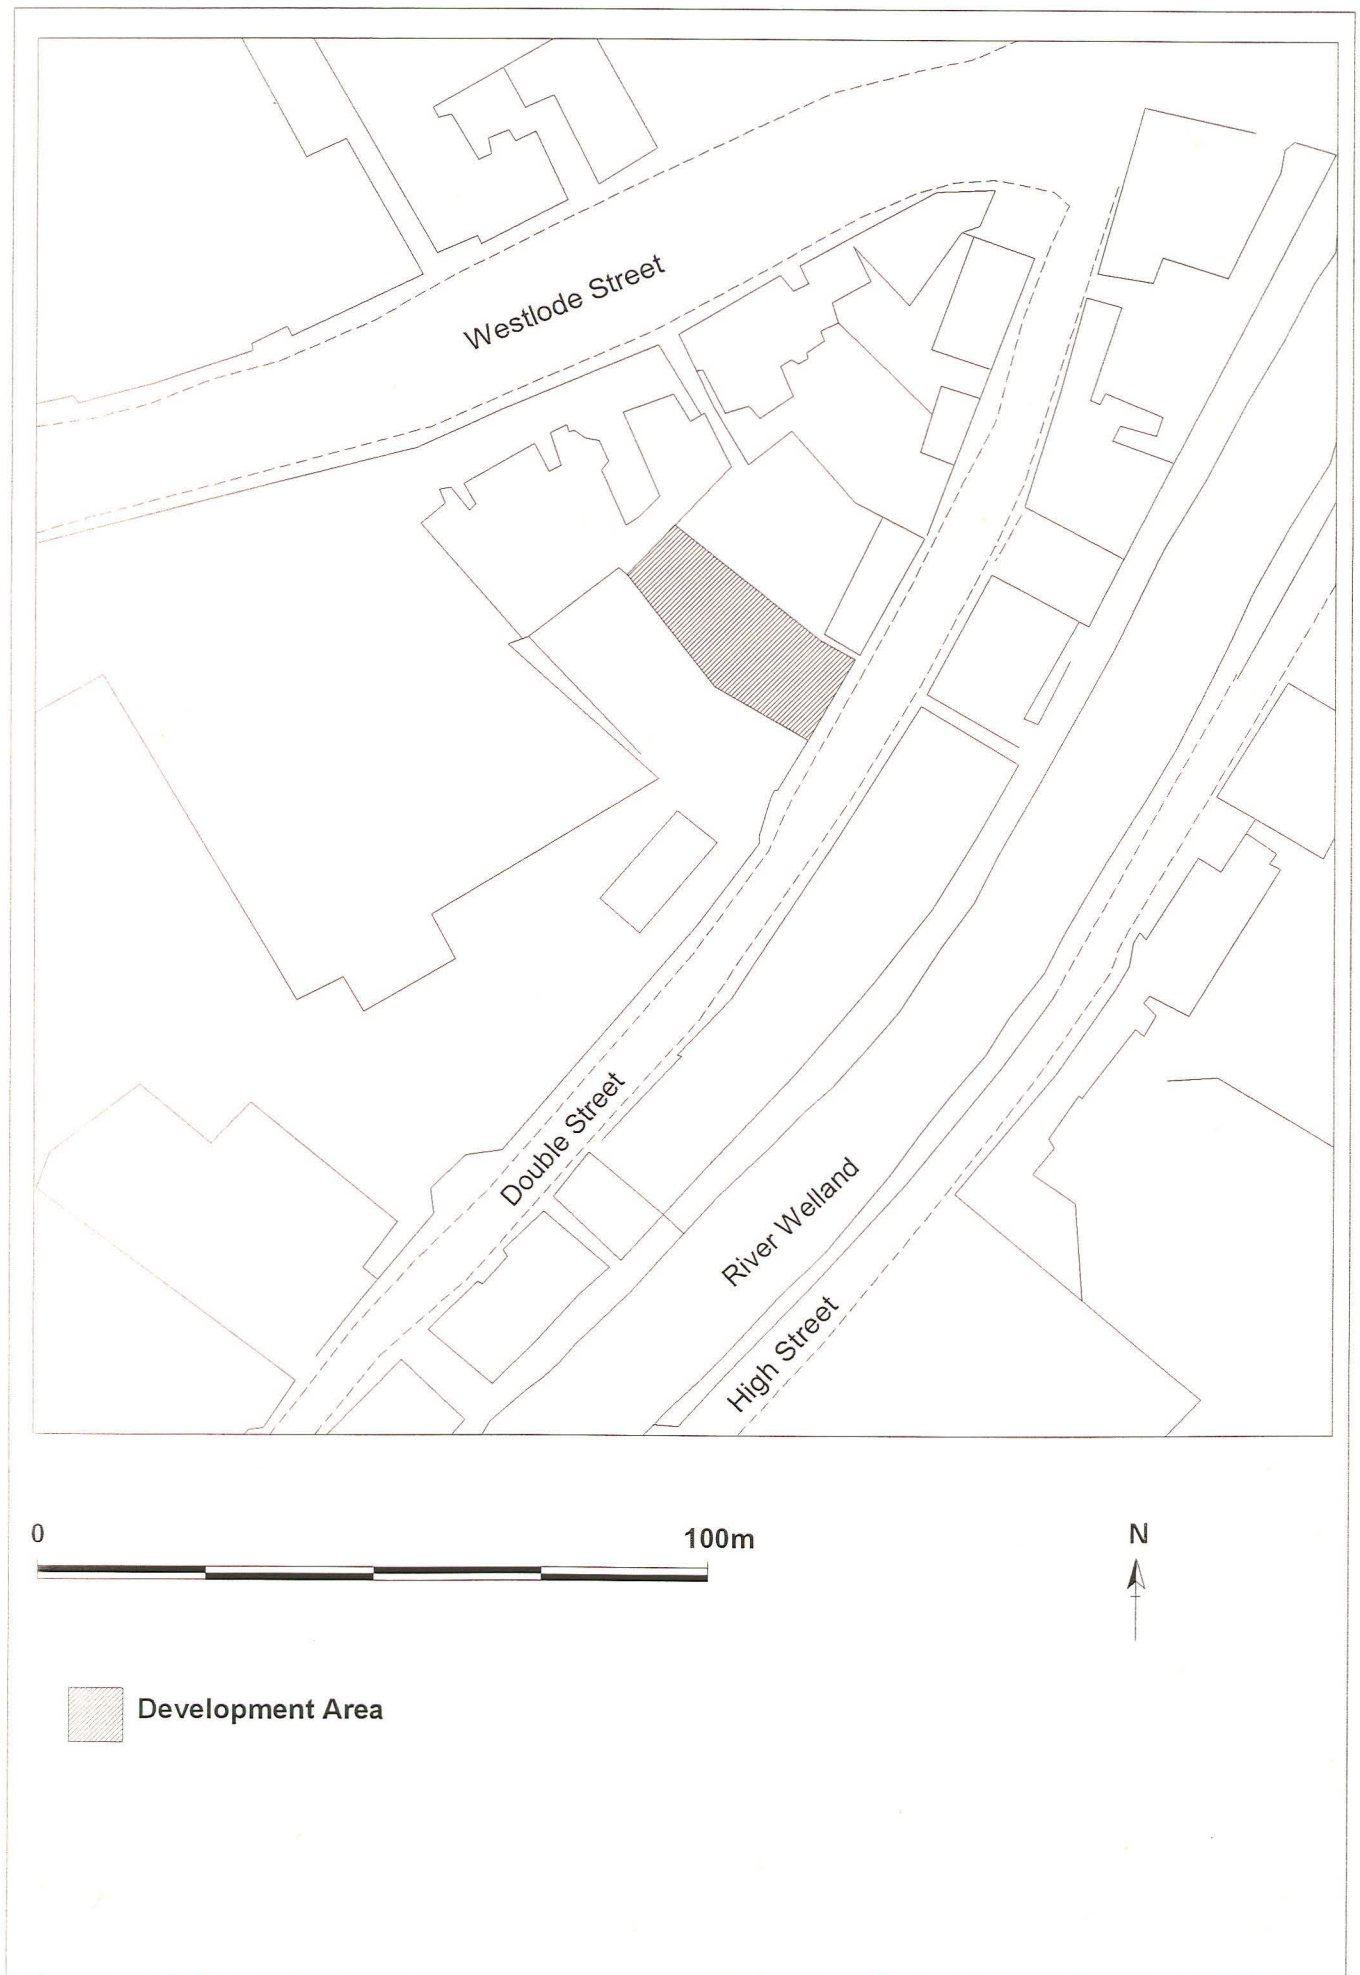 Westlode Street
Double Street
River Welland
High Street
0
100m
N
Development Area